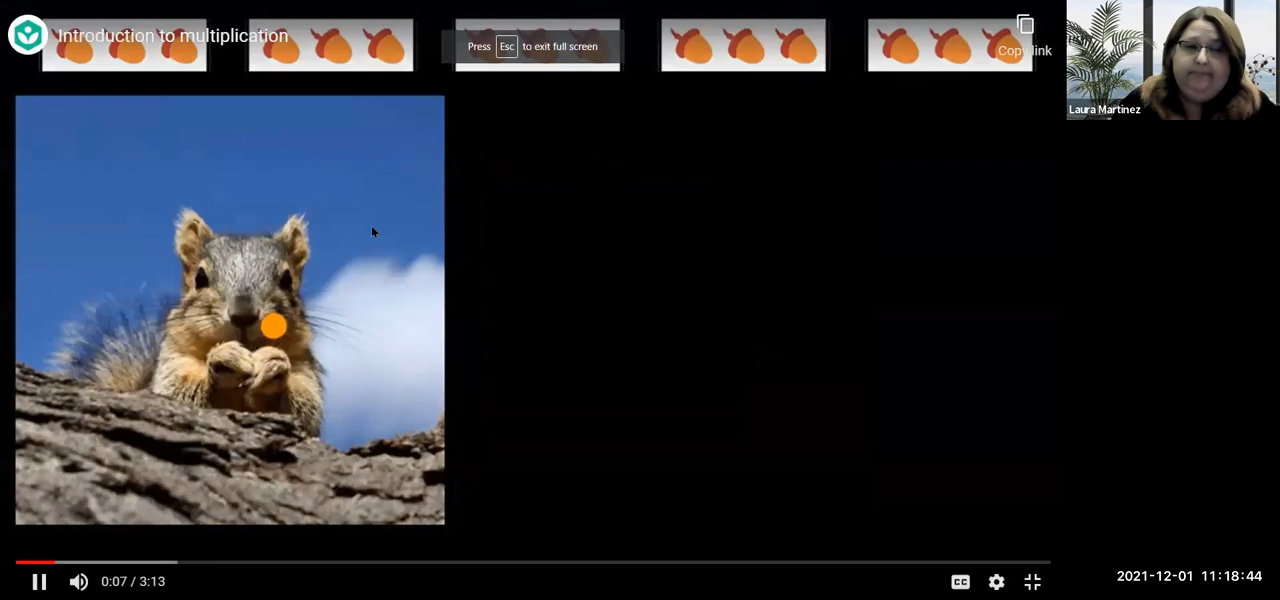 Introduction to multiplication
Press Esc to exit full screen
Copy link
Laura Martinez
0:07 / 3:13
CC
2021-12-01 11:18:44